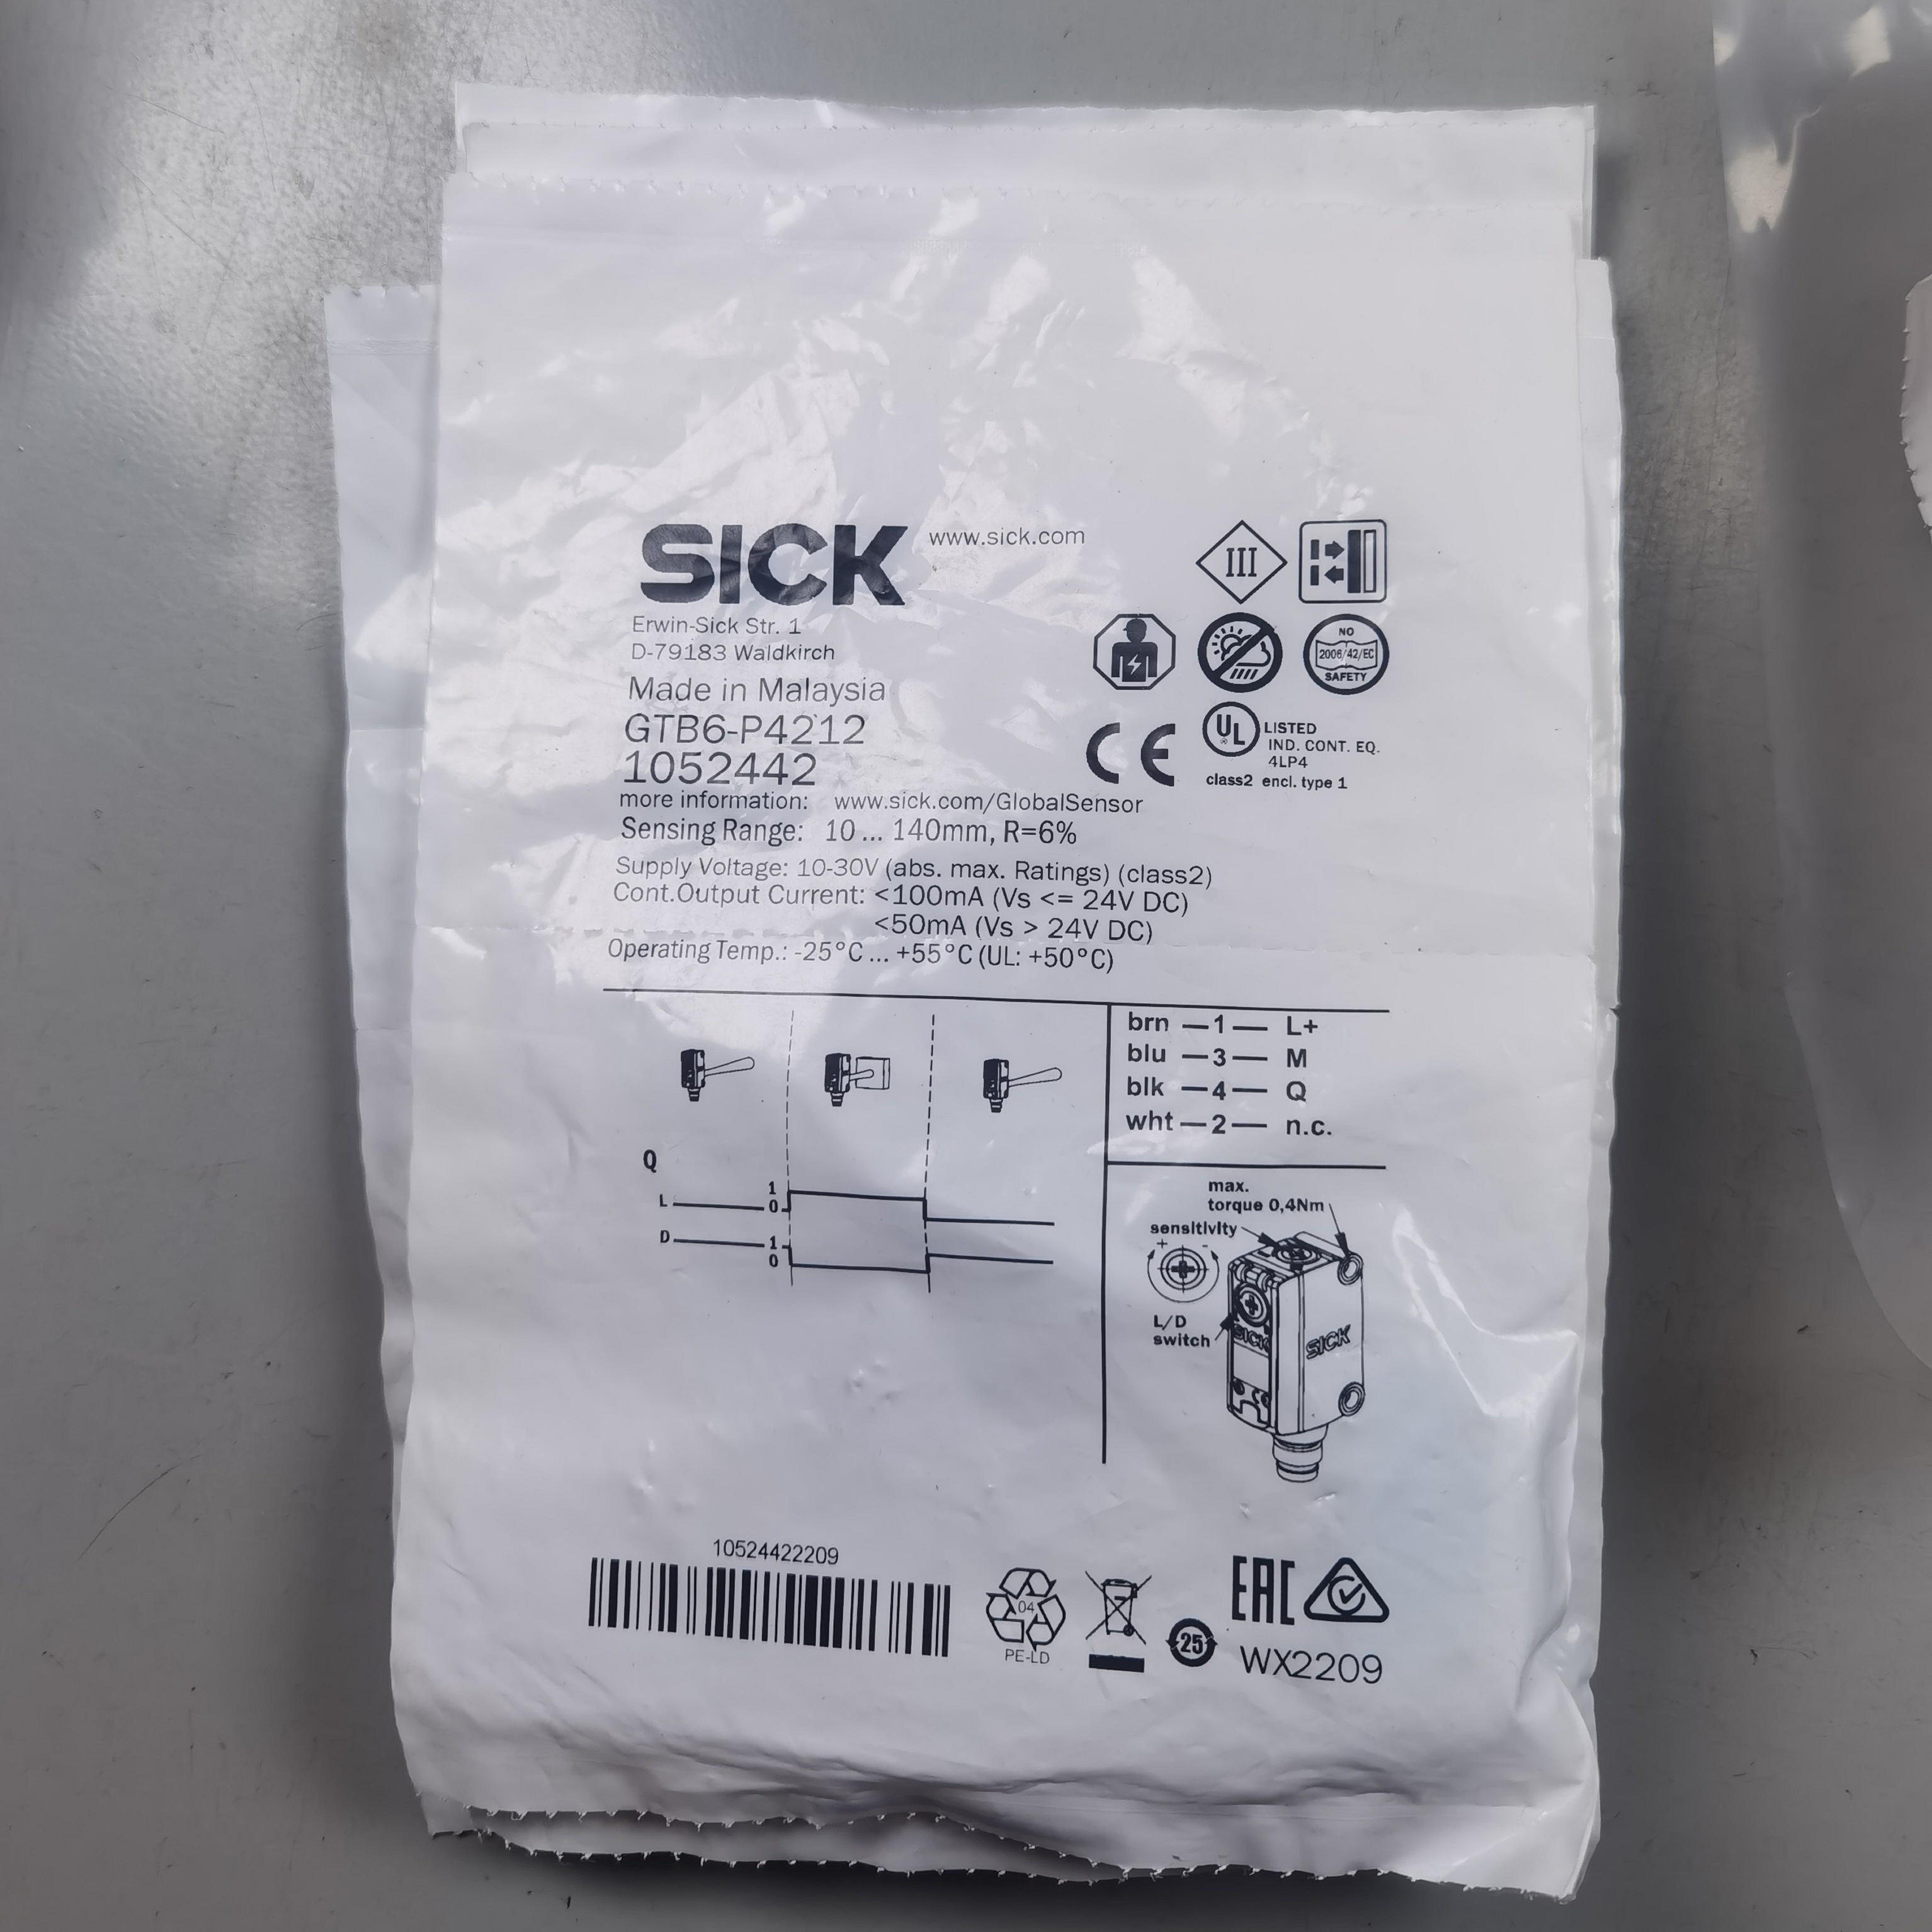 SICK www.sick.com
Erwin-Sick Str. 1
D-79183 Waldkirch
Made in Malaysia
GTB6-P4212
1052442
III
NO
2006/42/EC
SAFETY
CE
UL LISTED
IND. CONT. EQ.
4LP4
class2 encl. type 1
more information: www.sick.com/GlobalSensor
Sensing Range: 10 ... 140mm, R=6%
Supply Voltage: 10-30V (abs. max. Ratings) (class2)
Cont.Output Current: <100mA (Vs <= 24V DC)
<50mA (Vs > 24V DC)
Operating Temp.: -25°C ... +55°C (UL: +50°C)
Q
L 1
0
D 1
0
brn —1— L+
blu —3— M
blk —4— Q
wht —2— n.c.
max.
torque 0,4Nm
sensitivity
+ -
L/D
switch
SICK
SICK
10524422209
04
PE-LD
25
EAC
WX2209